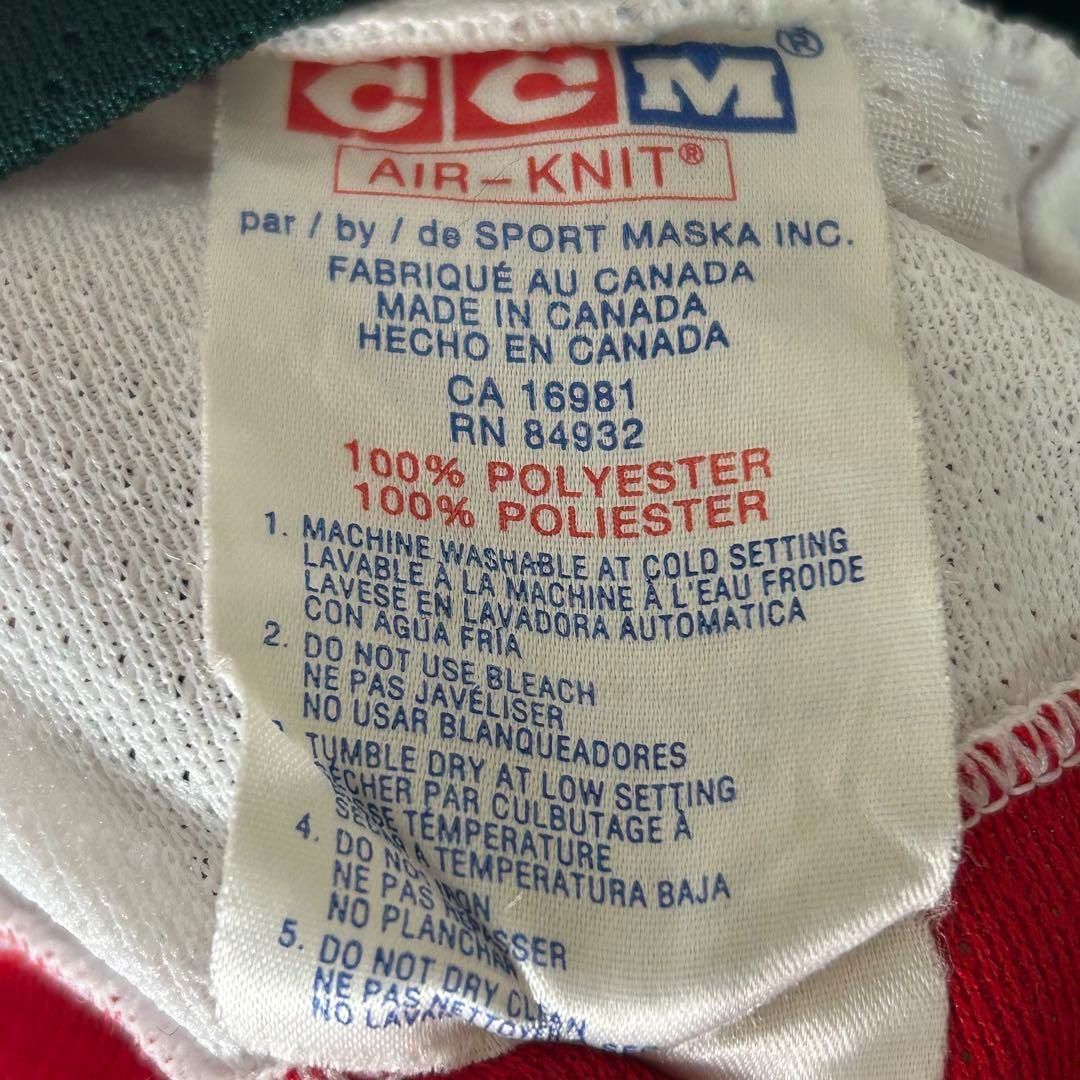 CCM®
AIR-KNIT®
par / by / de SPORT MASKA INC.
FABRIQUÉ AU CANADA
MADE IN CANADA
HECHO EN CANADA
CA 16981
RN 84932
100% POLYESTER
100% POLIESTER
1. MACHINE WASHABLE AT COLD SETTING
LAVABLE À LA MACHINE À L'EAU FROIDE
LAVESE EN LAVADORA AUTOMATICA
CON AGUA FRÍA
2. DO NOT USE BLEACH
NE PAS JAVÉLISER
NO USAR BLANQUEADORES
TUMBLE DRY AT LOW SETTING
SÉCHER PAR CULBUTAGE À
TEMPÉRATURE
TEMPERATURA BAJA
4. DO NOT IRON
NE PAS
NO PLANCHAR
5. DO NOT DRY CLEAN
NE PAS
NO